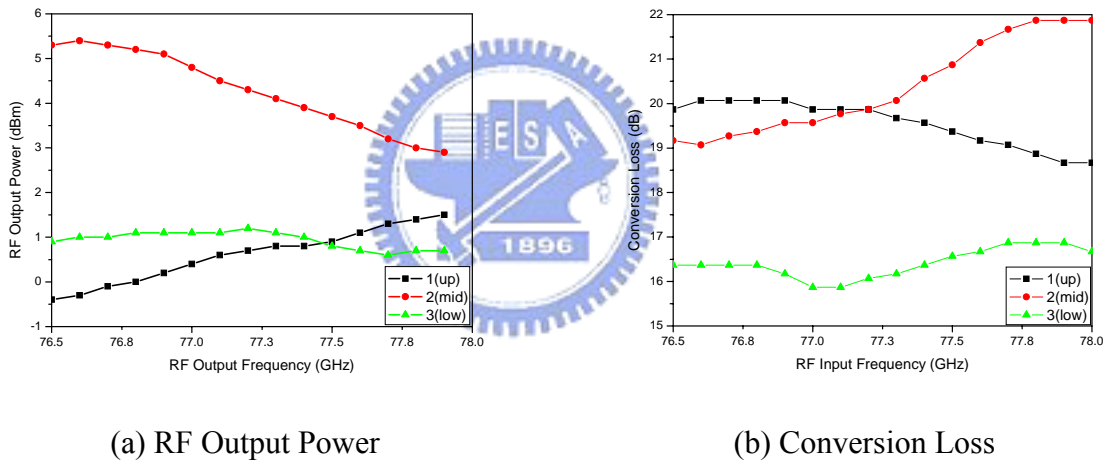 RF Output Power (dBm)
6
5
4
3
2
1
0
-1
76.5 76.8 77.0 77.3 77.5 77.8 78.0
RF Output Frequency (GHz)
1(up)
2(mid)
3(low)
ESA
1896
Conversion Loss (dB)
22
21
20
19
18
17
16
15
76.5 76.8 77.0 77.3 77.5 77.8 78.0
RF Input Frequency (GHz)
1(up)
2(mid)
3(low)
(a) RF Output Power
(b) Conversion Loss